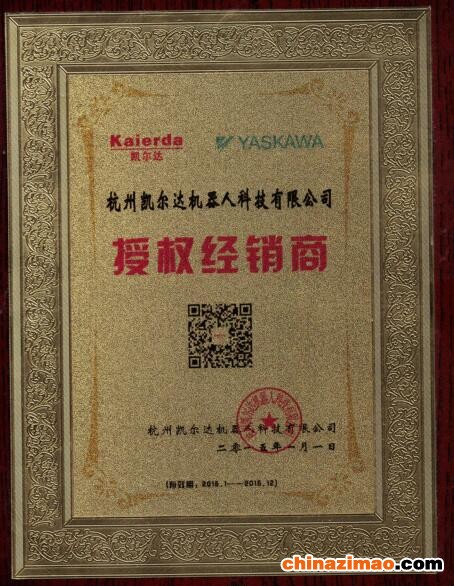 Kaierda
凯尔达
YASKAWA
杭州凯尔达机器人科技有限公司
授权经销商
杭州凯尔达机器人科技有限公司
二零一五年一月一日
(有效期：2015.1——2015.12)
chinazimao.com